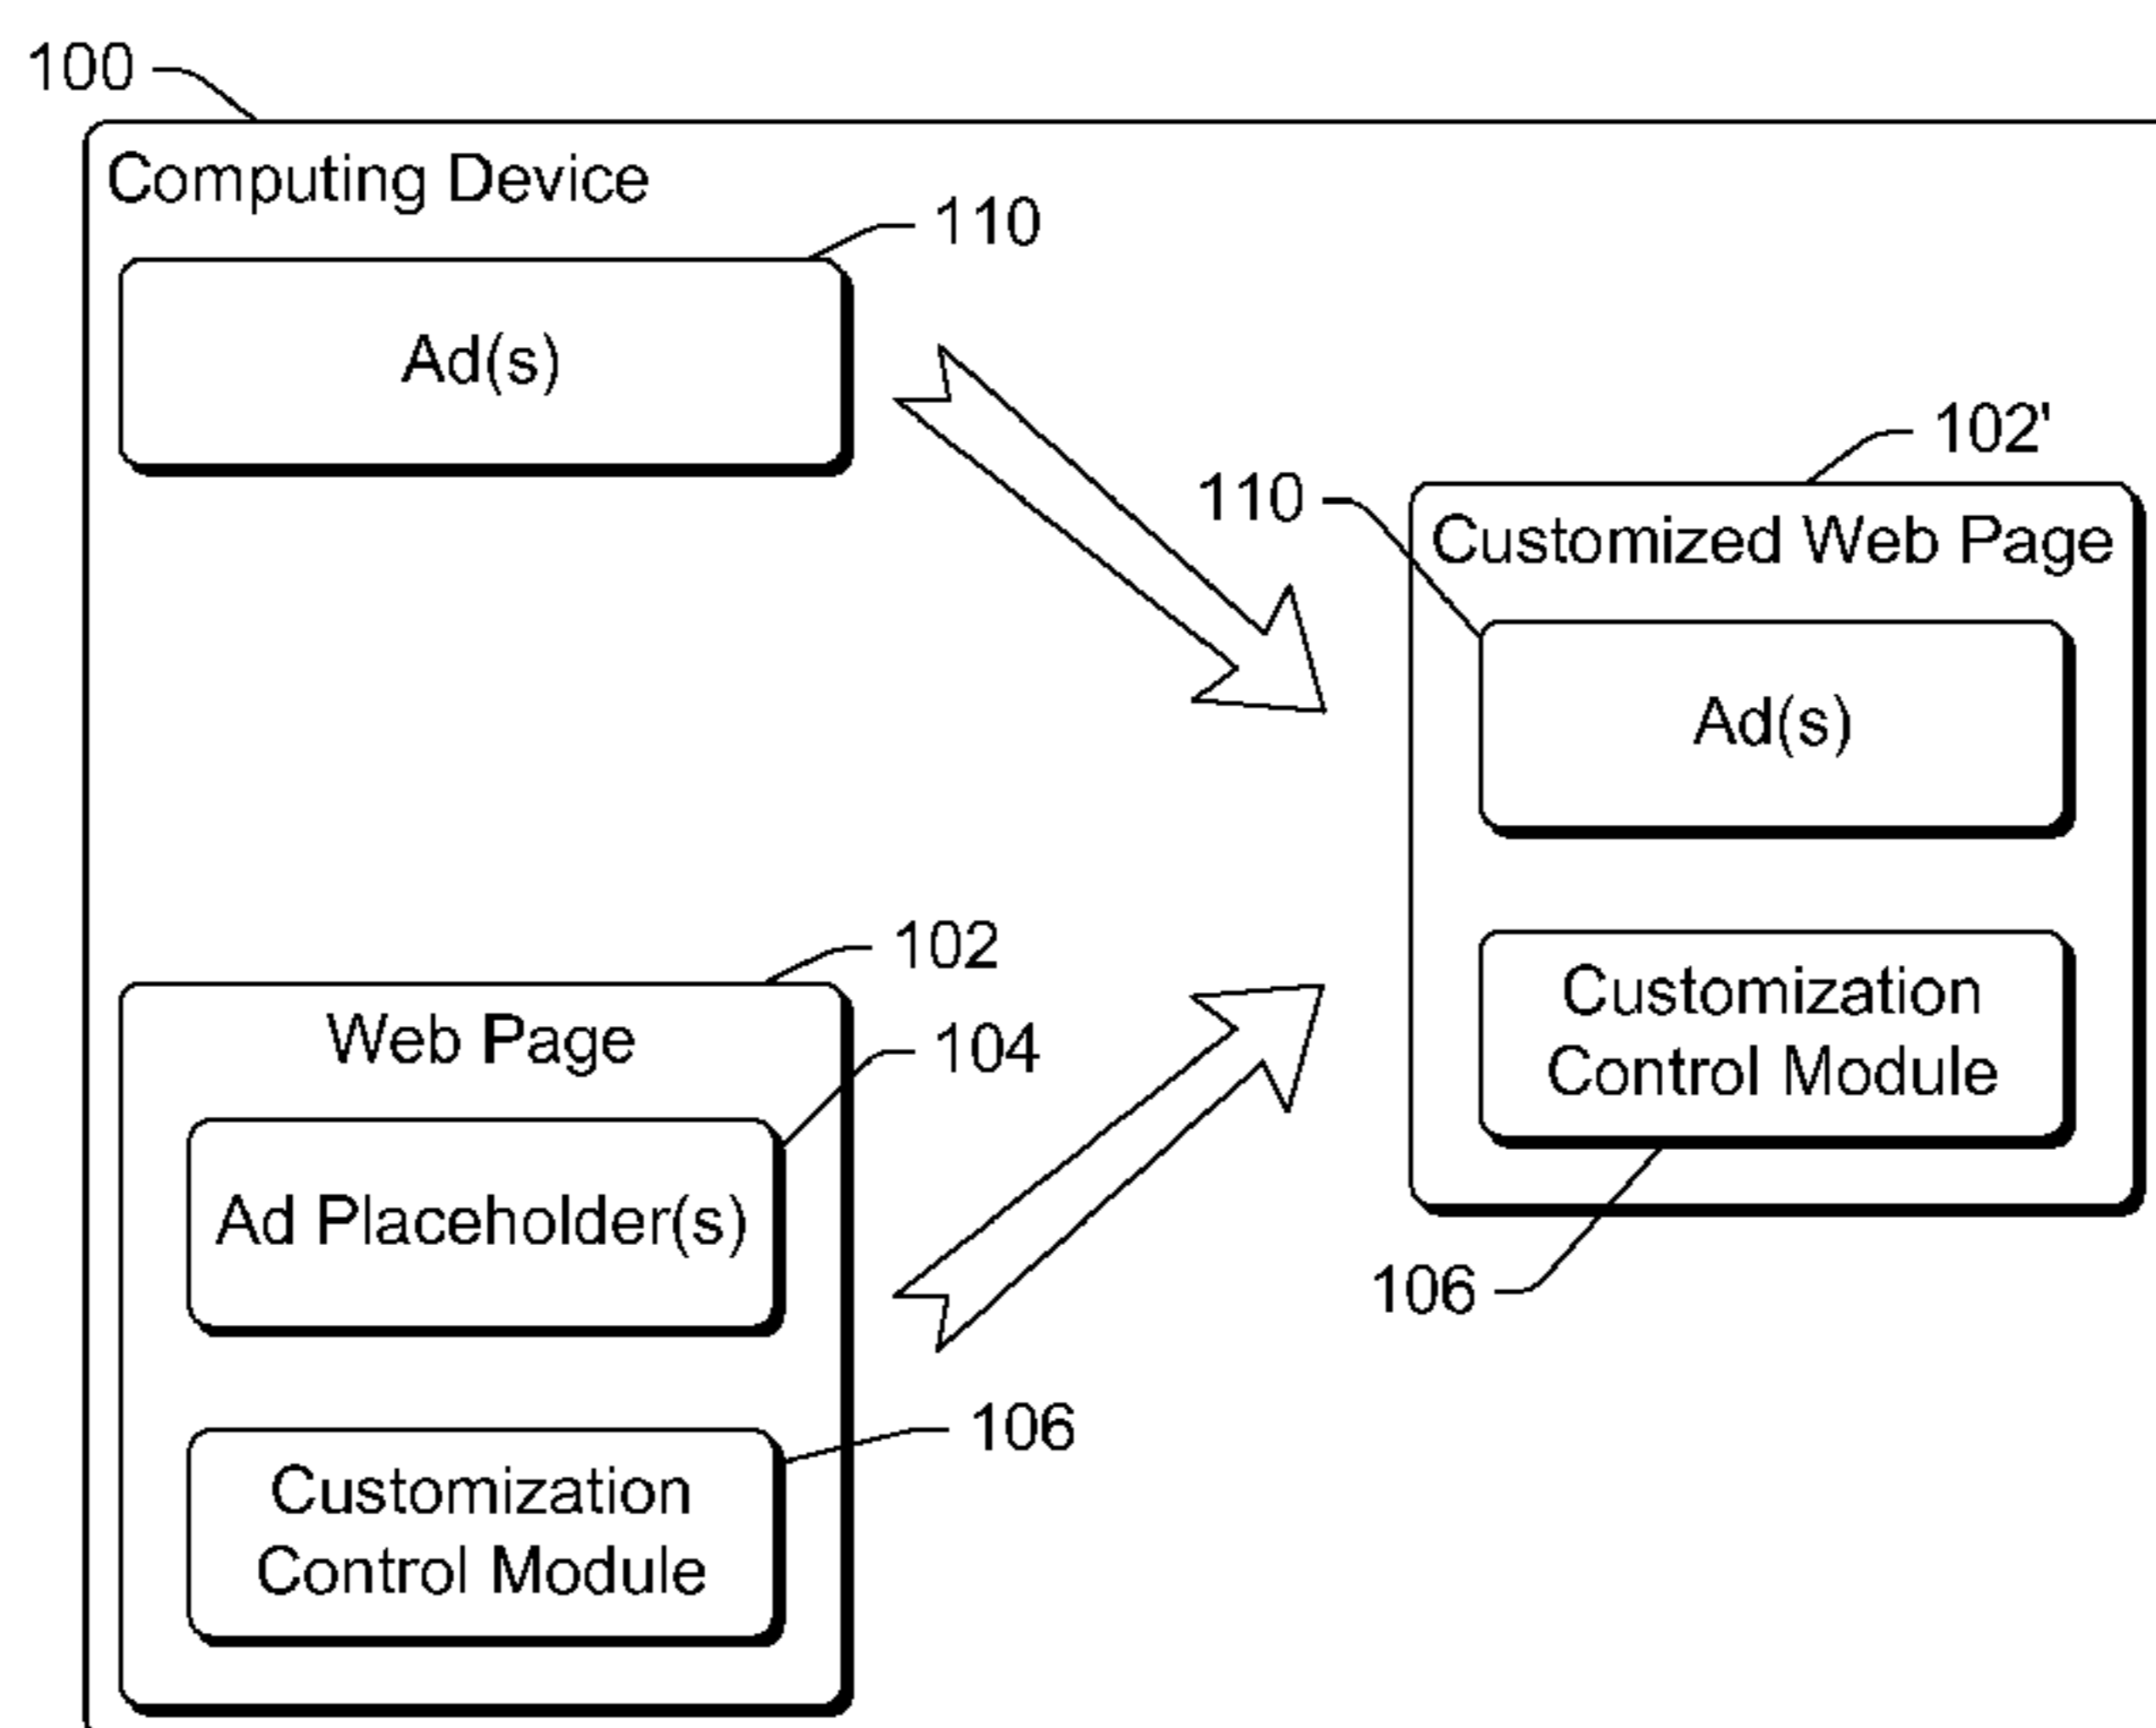 100
Computing Device
110
Ad(s)
102'
110
Customized Web Page
Ad(s)
102
Web Page
104
Customization
Control Module
Ad Placeholder(s)
106
106
Customization
Control Module